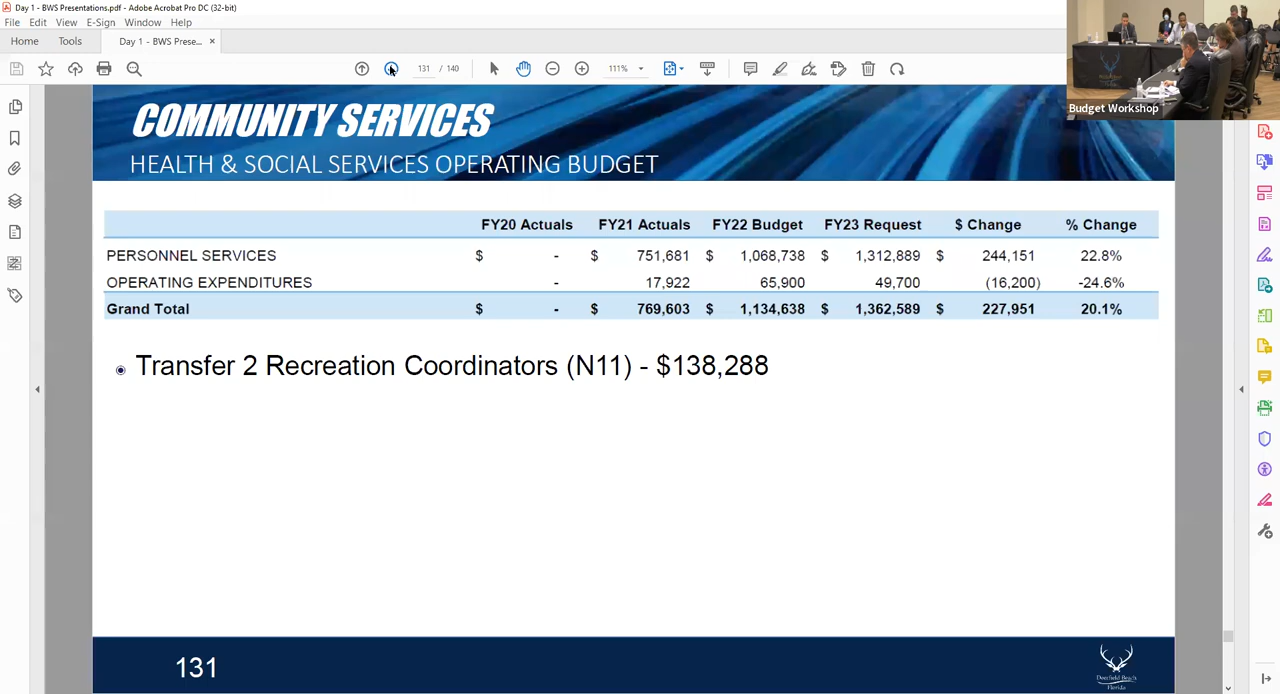 Day 1 - BWS Presentations.pdf - Adobe Acrobat Pro DC (32-bit)
File Edit View E-Sign Window Help
Home Tools Day 1 - BWS Prese... ×
131 / 140 111%
Budget Workshop
COMMUNITY SERVICES
HEALTH & SOCIAL SERVICES OPERATING BUDGET
FY20 Actuals FY21 Actuals FY22 Budget FY23 Request $ Change % Change
PERSONNEL SERVICES $ - $ 751,681 $ 1,068,738 $ 1,312,889 $ 244,151 22.8%
OPERATING EXPENDITURES - 17,922 65,900 49,700 (16,200) -24.6%
Grand Total $ - $ 769,603 $ 1,134,638 $ 1,362,589 $ 227,951 20.1%
Transfer 2 Recreation Coordinators (N11) - $138,288
131
Deerfield Beach
Florida